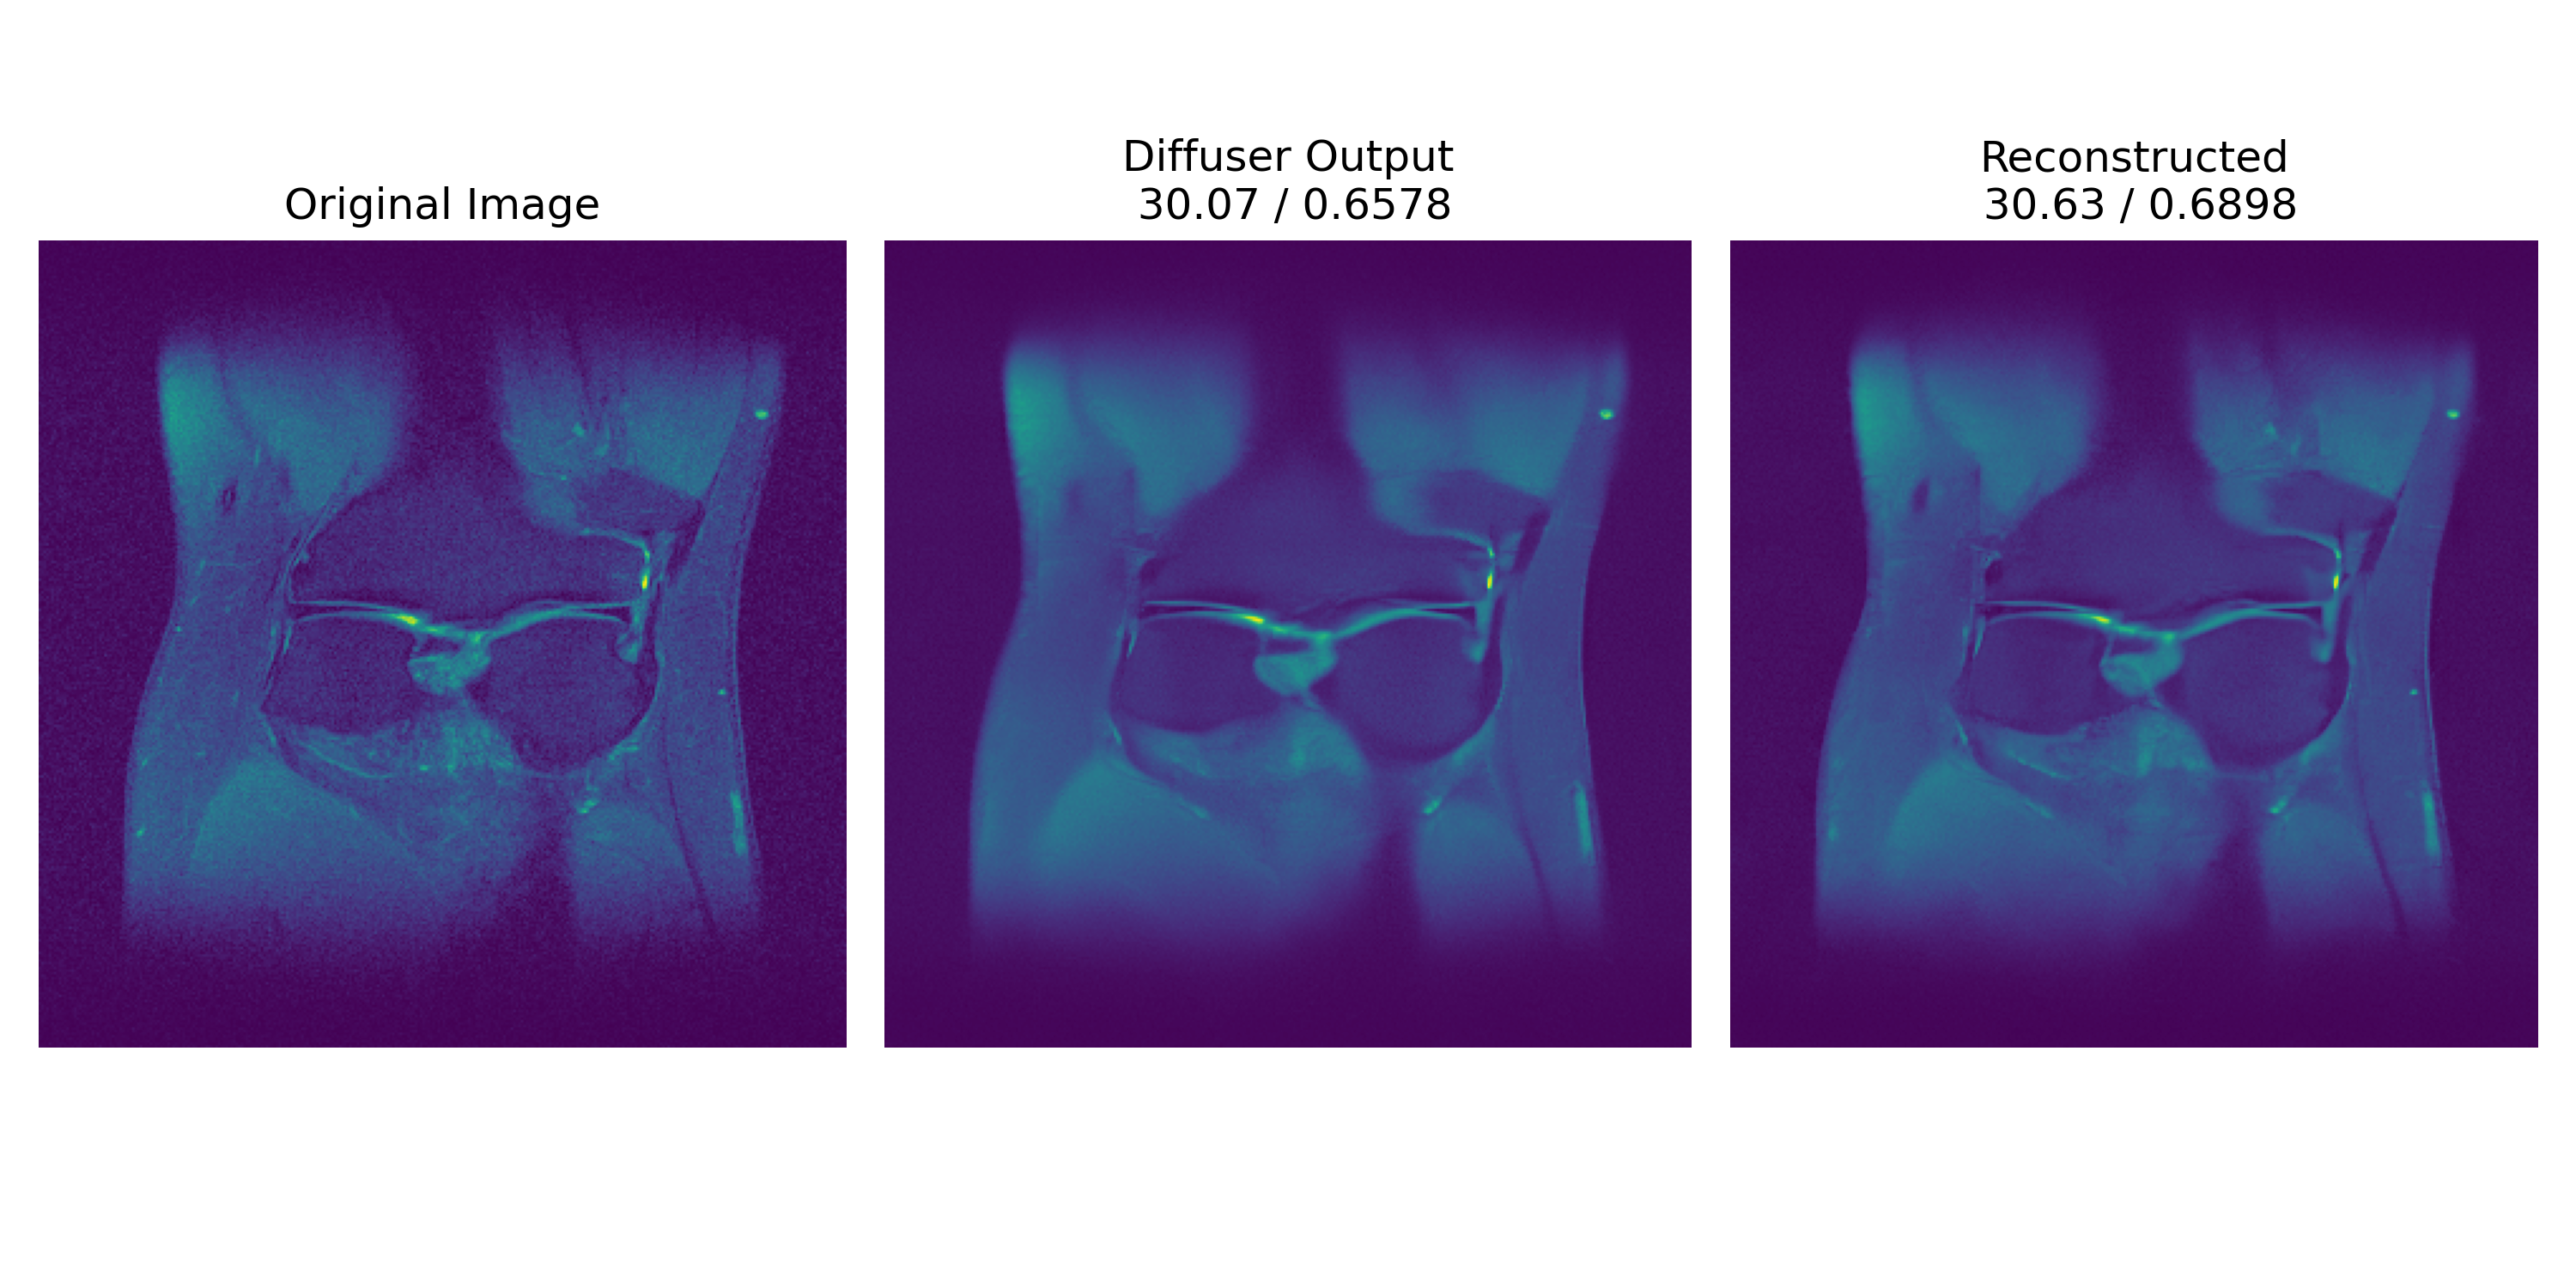 Original Image
Diffuser Output
30.07 / 0.6578
Reconstructed
30.63 / 0.6898